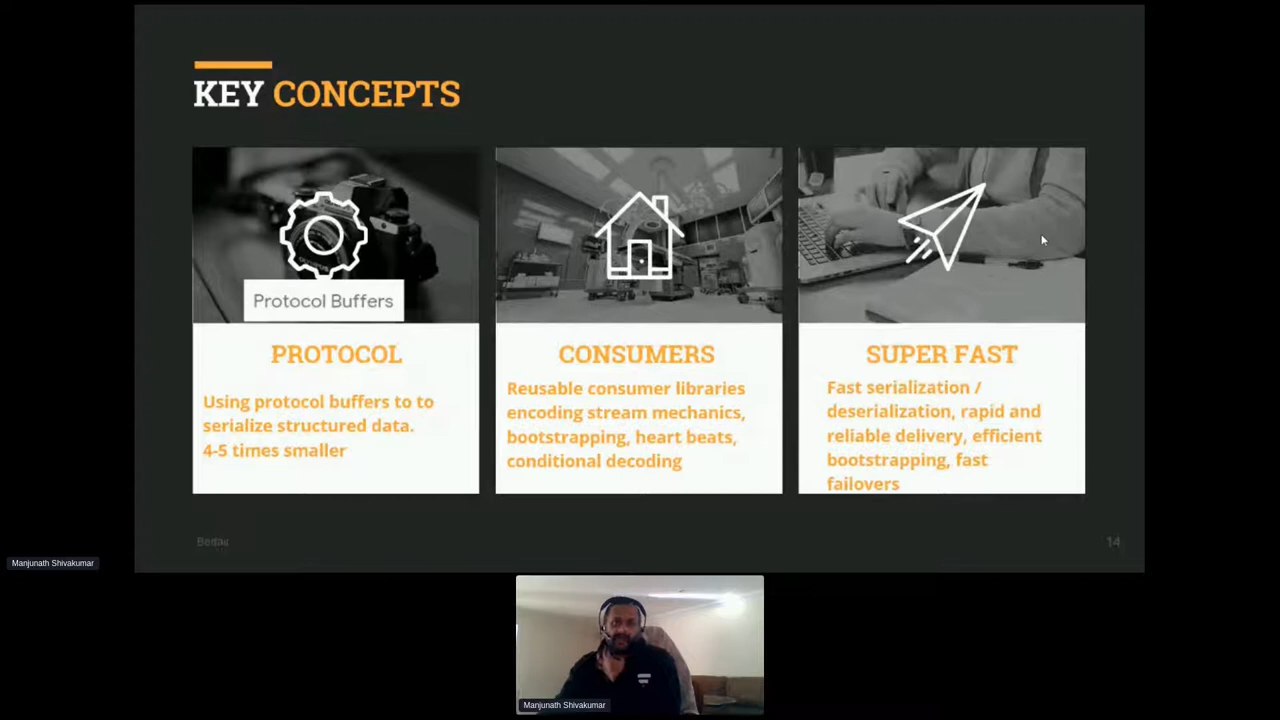 KEY CONCEPTS
Protocol Buffers
PROTOCOL
Using protocol buffers to to
serialize structured data.
4-5 times smaller
CONSUMERS
Reusable consumer libraries
encoding stream mechanics,
bootstrapping, heart beats,
conditional decoding
SUPER FAST
Fast serialization /
deserialization, rapid and
reliable delivery, efficient
bootstrapping, fast
failovers
14
Manjunath Shivakumar
Manjunath Shivakumar